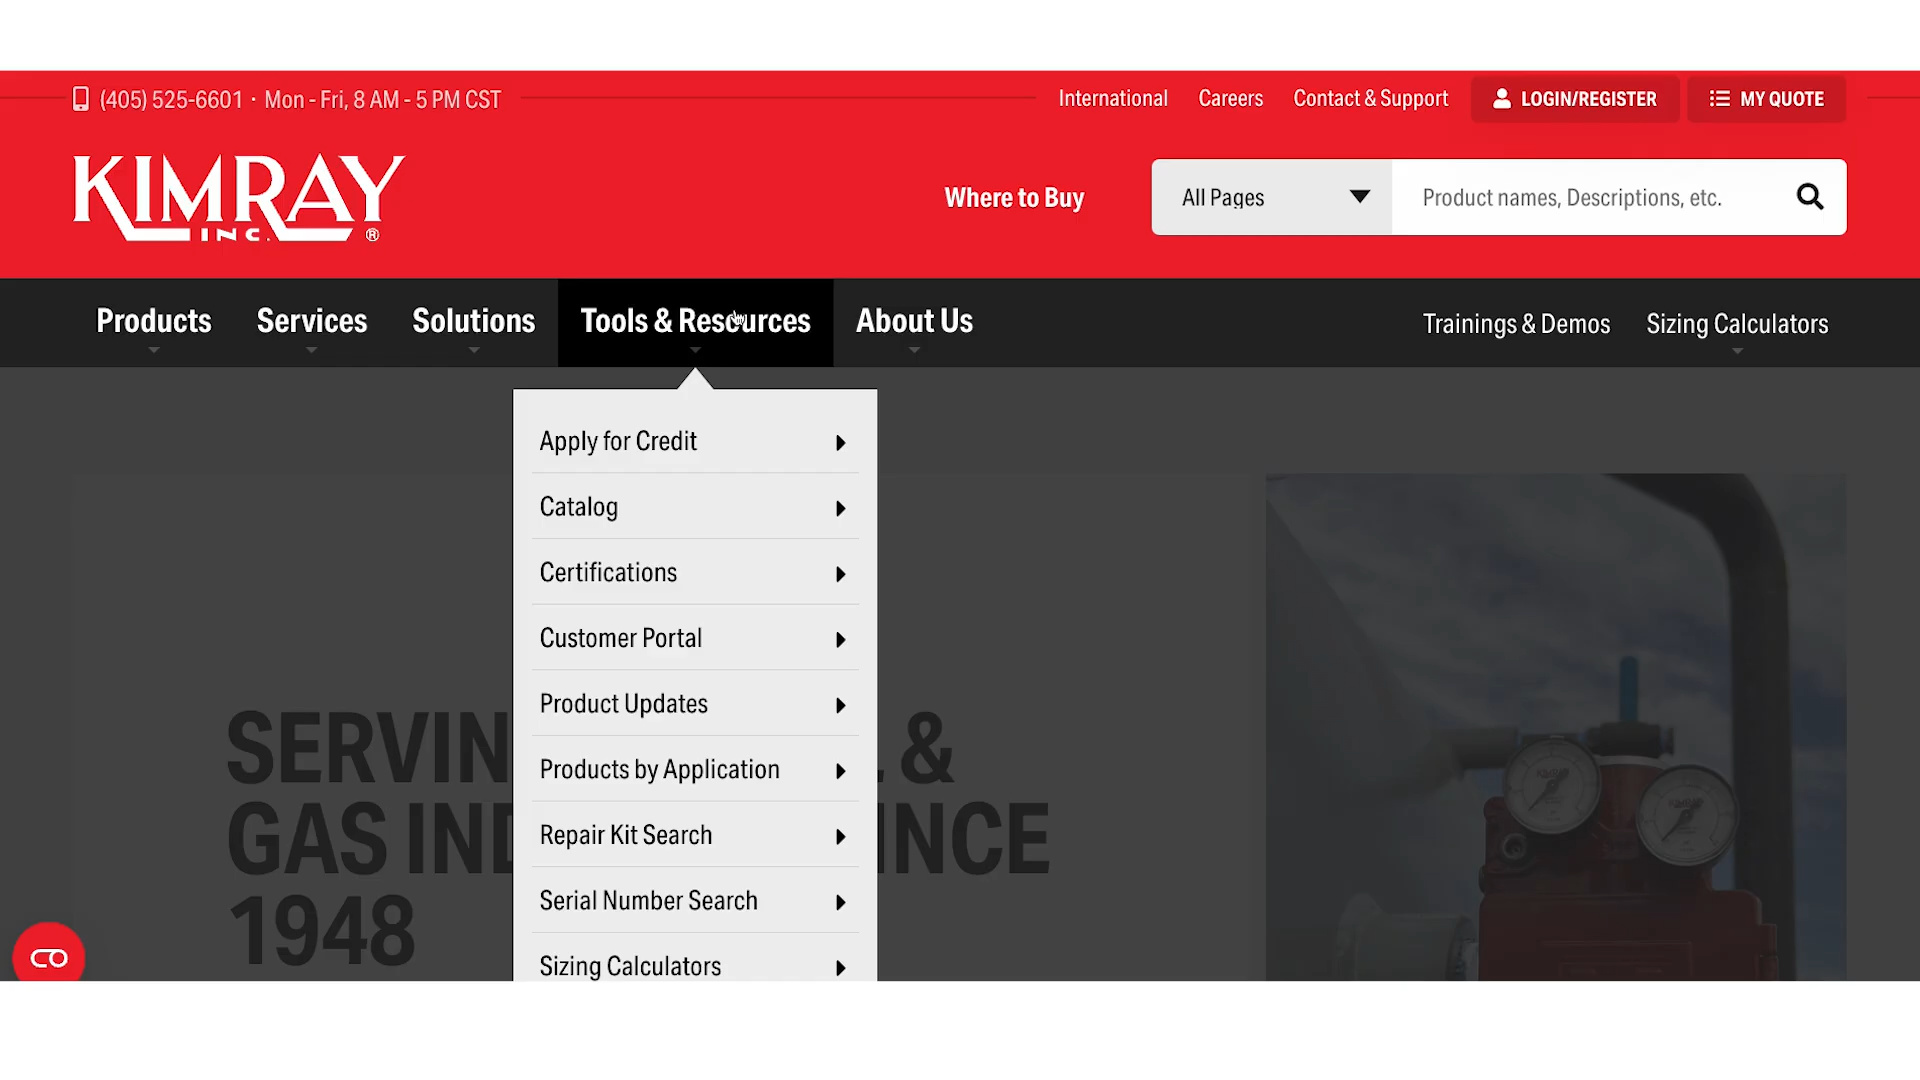 (405) 525-6601 · Mon - Fri, 8 AM - 5 PM CST
International
Careers
Contact & Support
LOGIN/REGISTER
MY QUOTE
KIMRAY
INC. ®
Where to Buy
All Pages
Product names, Descriptions, etc.
Products
Services
Solutions
Tools & Resources
About Us
Trainings & Demos
Sizing Calculators
Apply for Credit
Catalog
Certifications
Customer Portal
Product Updates
Products by Application
Repair Kit Search
Serial Number Search
Sizing Calculators
SERVIN
L &
GAS IND
INCE
1948